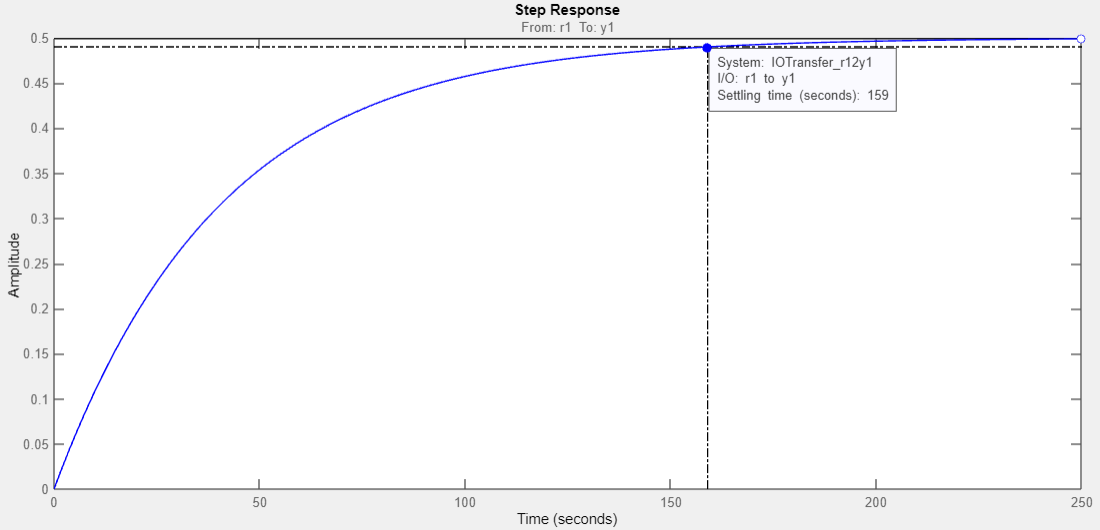 Step Response
From: r1 To: y1
Amplitude
0.5
0.45
0.4
0.35
0.3
0.25
0.2
0.15
0.1
0.05
0
System: IOTransfer_r12y1
I/O: r1 to y1
Settling time (seconds): 159
0 50 100 150 200 250
Time (seconds)